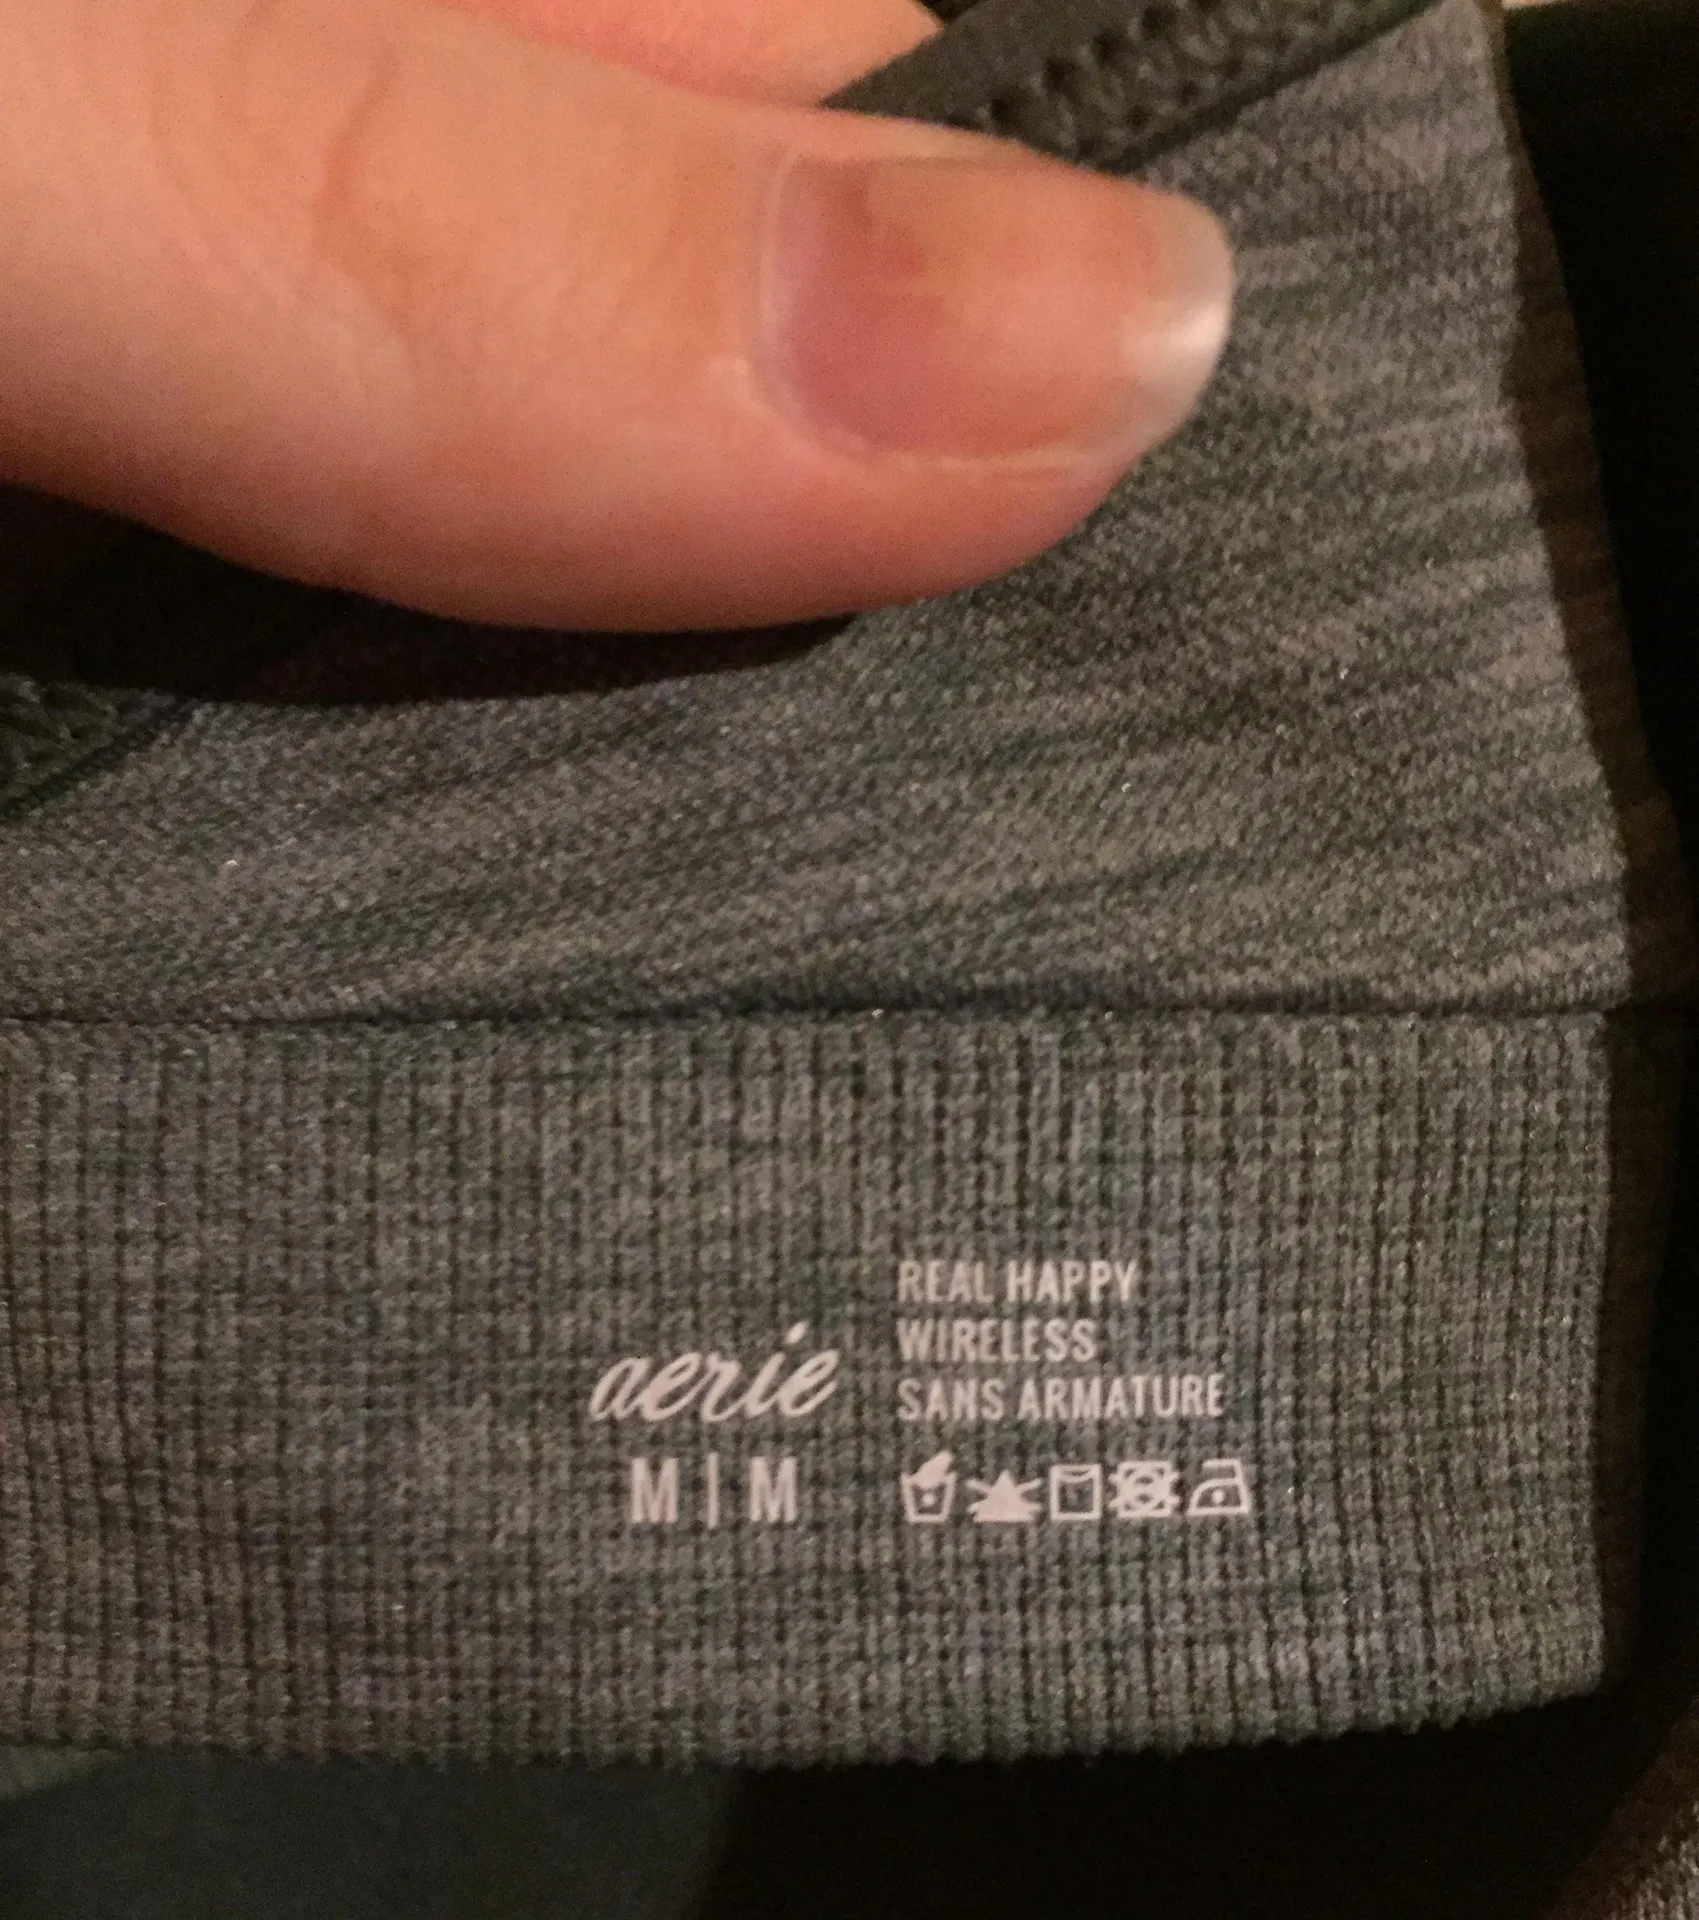 aerie
M | M
REAL HAPPY
WIRELESS
SANS ARMATURE